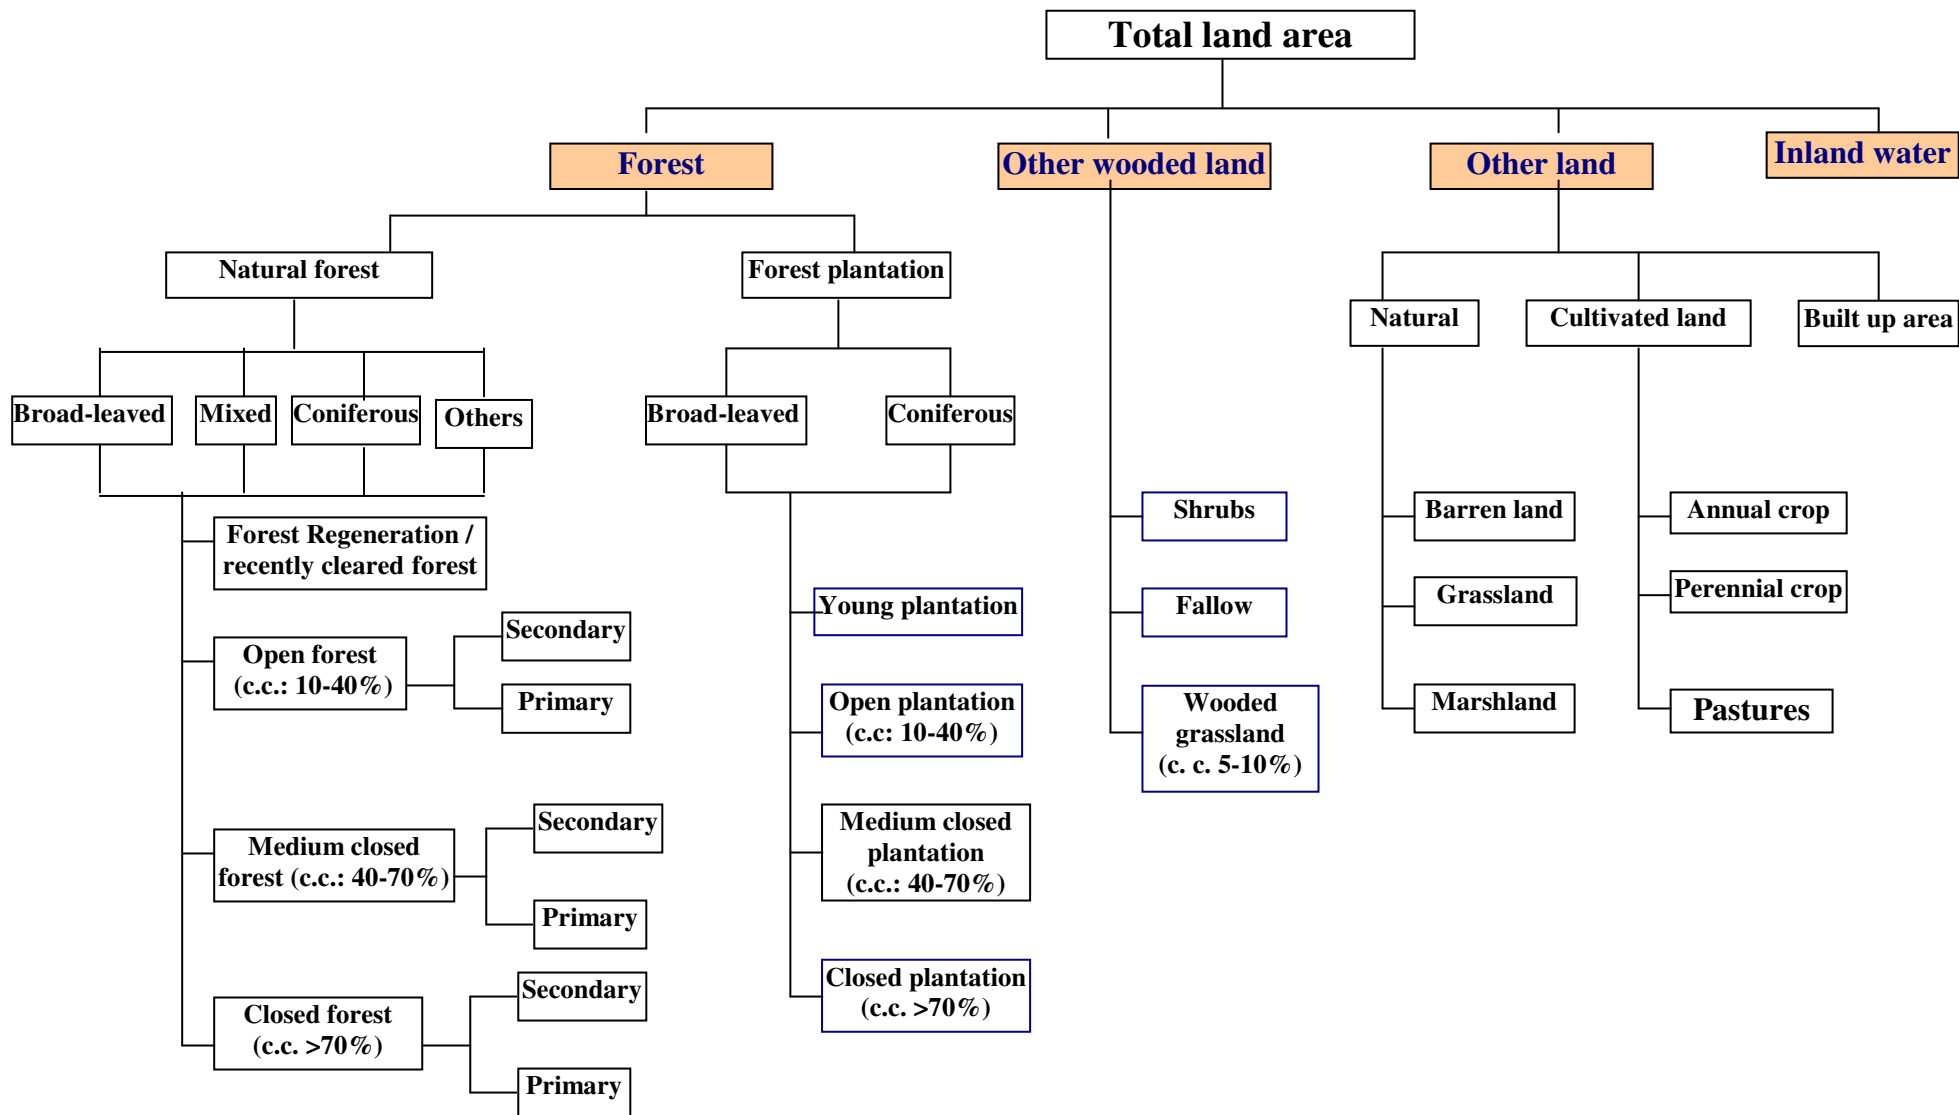 Total land area
Forest
Other wooded land
Other land
Inland water
Natural forest
Forest plantation
Natural
Cultivated land
Built up area
Broad-leaved
Mixed
Coniferous
Others
Broad-leaved
Coniferous
Forest Regeneration /
recently cleared forest
Open forest
(c.c.: 10-40%)
Secondary
Primary
Medium closed
forest (c.c.: 40-70%)
Secondary
Primary
Closed forest
(c.c. >70%)
Secondary
Primary
Young plantation
Open plantation
(c.c: 10-40%)
Medium closed
plantation
(c.c.: 40-70%)
Closed plantation
(c.c. >70%)
Shrubs
Fallow
Wooded
grassland
(c. c. 5-10%)
Barren land
Grassland
Marshland
Annual crop
Perennial crop
Pastures